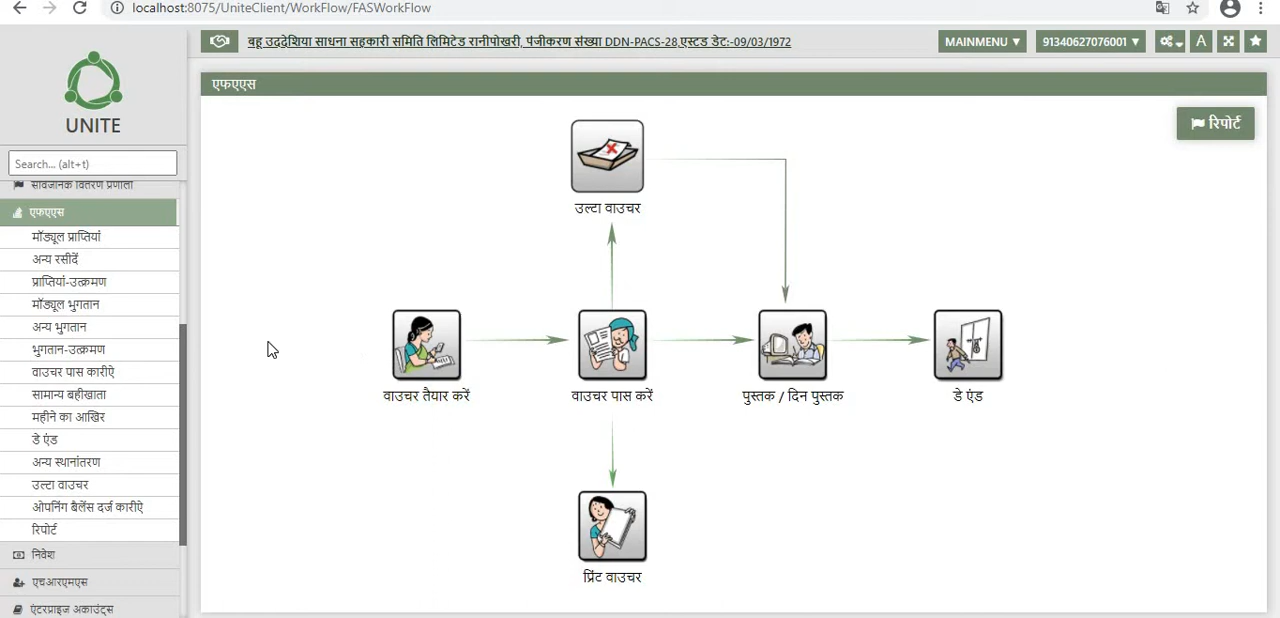 localhost:8075/UniteClient/WorkFlow/FASWorkFlow
बहू उद्देशिया साधना सहकारी समिति लिमिटेड रानीपोखरी, पंजीकरण संख्या DDN-PACS-28,एस्टड डेट:-09/03/1972
MAINMENU ▼
91340627076001 ▼
A
UNITE
Search... (alt+t)
सार्वजनिक वितरण प्रणाली
एफएएस
मॉड्यूल प्राप्तियां
अन्य रसीदें
प्राप्तियां-उत्क्रमण
मॉड्यूल भुगतान
अन्य भुगतान
भुगतान-उत्क्रमण
वाउचर पास कारीऐ
सामान्य बहीखाता
महीने का आखिर
डे एंड
अन्य स्थानांतरण
उल्टा वाउचर
ओपनिंग बैलेंस दर्ज कारीऐ
रिपोर्ट
निवेश
एचआरएमएस
एंटरप्राइज अकाउंट्स
एफएएस
रिपोर्ट
उल्टा वाउचर
वाउचर तैयार करें
वाउचर पास करें
पुस्तक / दिन पुस्तक
डे एंड
प्रिंट वाउचर